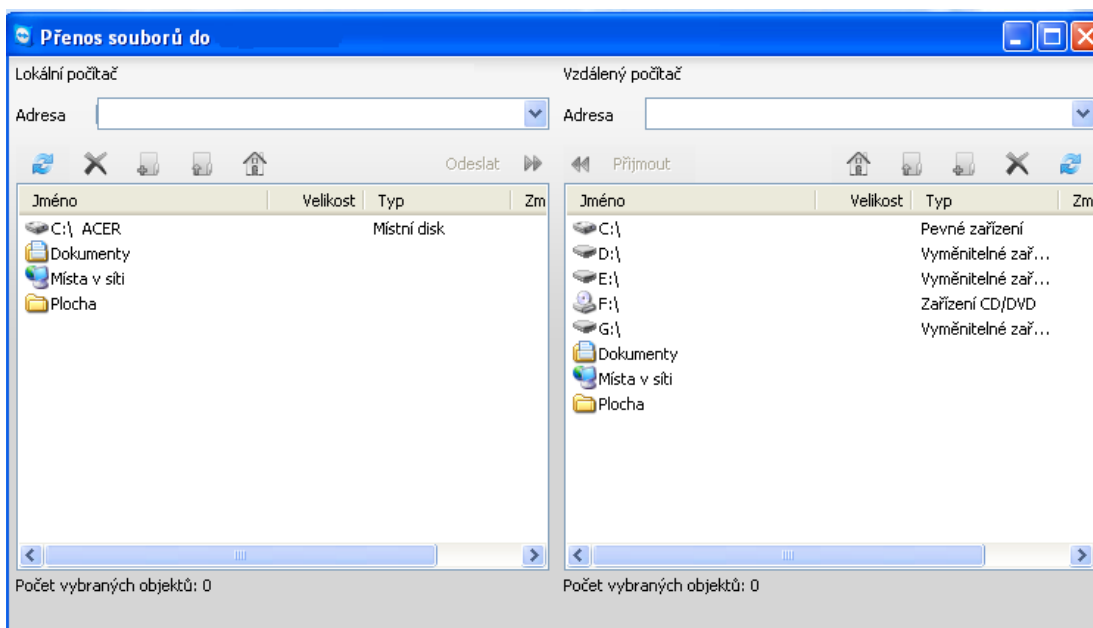 Přenos souborů do
Lokální počítač
Vzdálený počítač
Adresa
Adresa
Odeslat
Přijmout
Jméno Velikost Typ Zm
C:\ ACER Místní disk
Dokumenty
Místa v síti
Plocha
Jméno Velikost Typ Zm
C:\ Pevné zařízení
D:\ Vyměnitelné zař...
E:\ Vyměnitelné zař...
F:\ Zařízení CD/DVD
G:\ Vyměnitelné zař...
Dokumenty
Místa v síti
Plocha
Počet vybraných objektů: 0
Počet vybraných objektů: 0